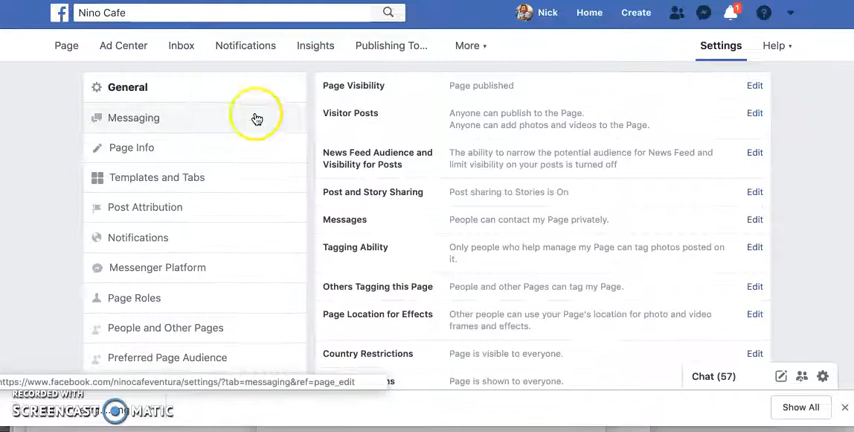 Nino Cafe
Nick Home Create 1
Page Ad Center Inbox Notifications Insights Publishing To... More Settings Help
General
Messaging
Page Info
Templates and Tabs
Post Attribution
Notifications
Messenger Platform
Page Roles
People and Other Pages
Preferred Page Audience
Page Visibility Page published Edit
Visitor Posts Anyone can publish to the Page. Edit
Anyone can add photos and videos to the Page.
News Feed Audience and The ability to narrow the potential audience for News Feed and Edit
Visibility for Posts limit visibility on your posts is turned off
Post and Story Sharing Post sharing to Stories is On Edit
Messages People can contact my Page privately. Edit
Tagging Ability Only people who help manage my Page can tag photos posted on Edit
it.
Others Tagging this Page People and other Pages can tag my Page. Edit
Page Location for Effects Other people can use your Page's location for photo and video Edit
frames and effects.
Country Restrictions Page is visible to everyone. Edit
Page is shown to everyone. Edit
Chat (57)
https://www.facebook.com/ninocafeventura/settings/?tab=messaging&ref=page_edit
RECORDED WITH
SCREENCAST MATIC
Show All